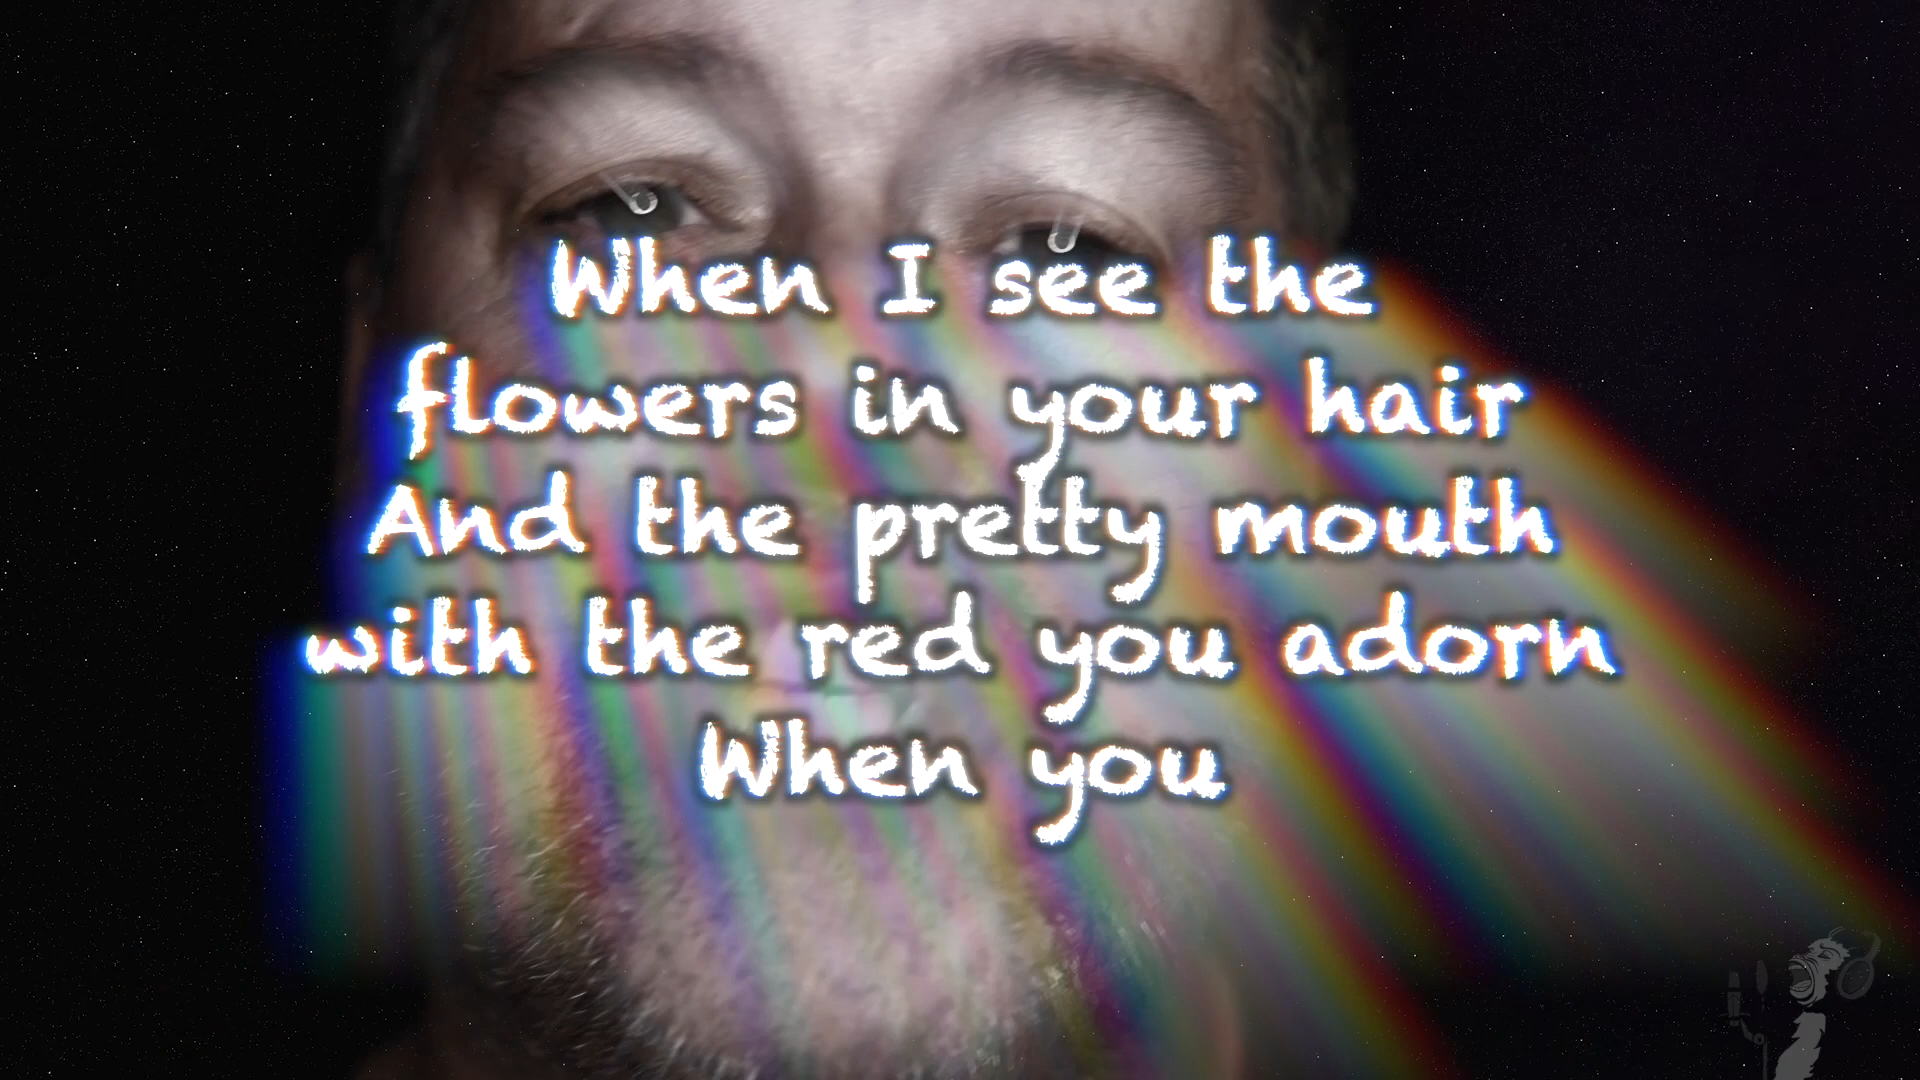 When I see the
flowers in your hair
And the pretty mouth
with the red you adorn
When you